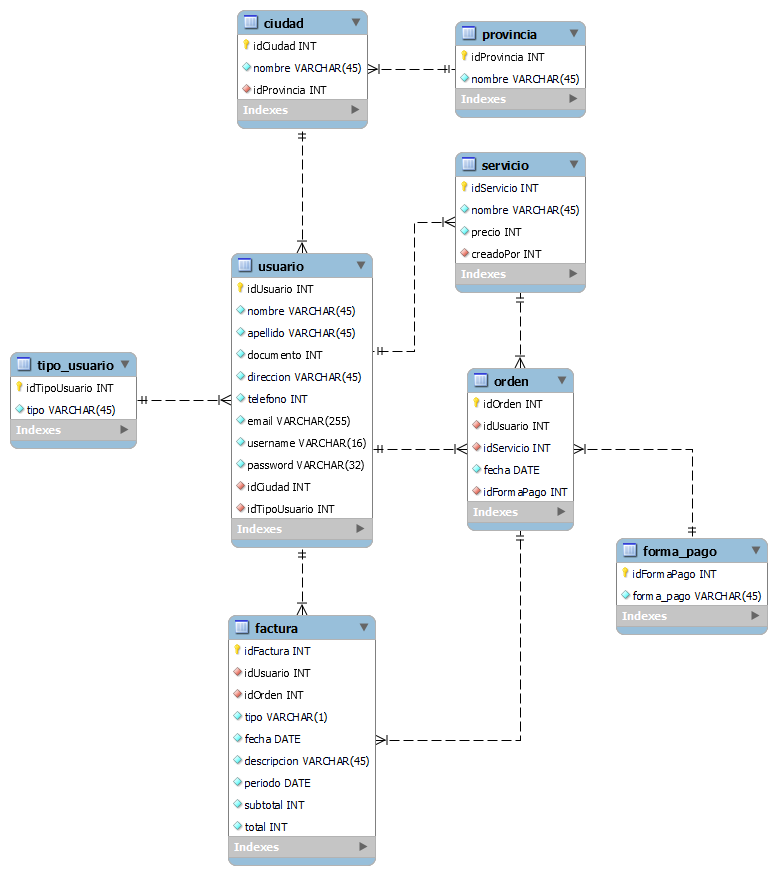 ciudad
idCiudad INT
nombre VARCHAR(45)
idProvincia INT
Indexes
provincia
idProvincia INT
nombre VARCHAR(45)
Indexes
servicio
idServicio INT
nombre VARCHAR(45)
precio INT
creadoPor INT
Indexes
usuario
idUsuario INT
nombre VARCHAR(45)
apellido VARCHAR(45)
documento INT
direccion VARCHAR(45)
telefono INT
email VARCHAR(255)
username VARCHAR(16)
password VARCHAR(32)
idCiudad INT
idTipoUsuario INT
Indexes
tipo_usuario
idTipoUsuario INT
tipo VARCHAR(45)
Indexes
orden
idOrden INT
idUsuario INT
idServicio INT
fecha DATE
idFormaPago INT
Indexes
forma_pago
idFormaPago INT
forma_pago VARCHAR(45)
Indexes
factura
idFactura INT
idUsuario INT
idOrden INT
tipo VARCHAR(1)
fecha DATE
descripcion VARCHAR(45)
periodo DATE
subtotal INT
total INT
Indexes